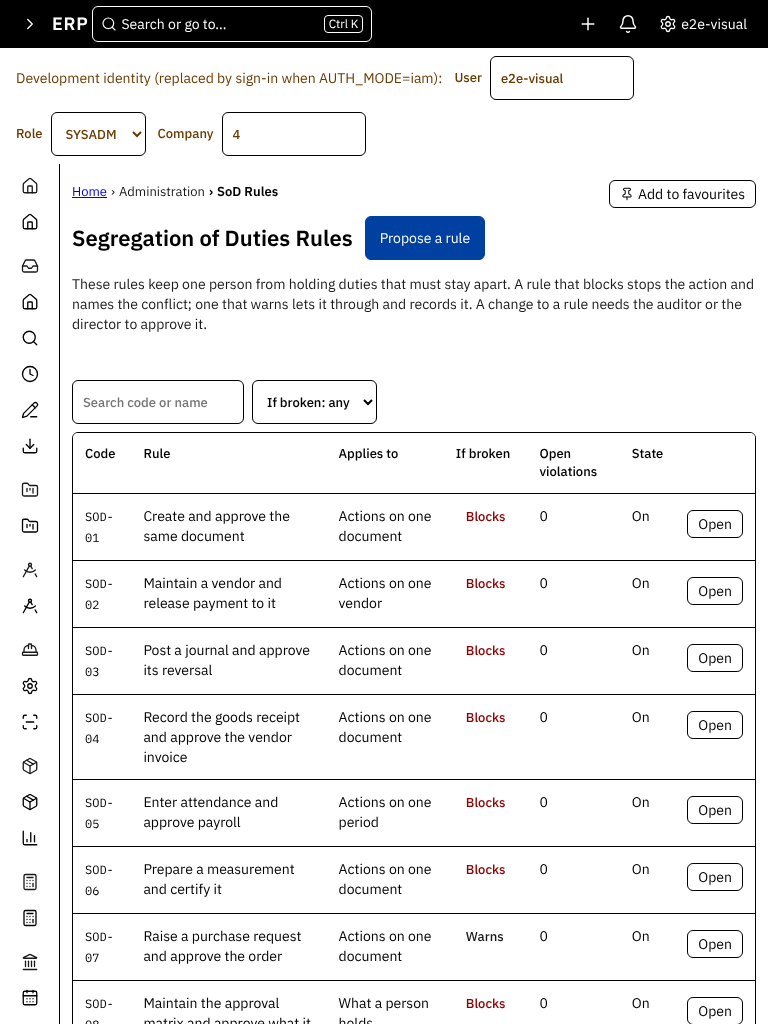 ERP
Search or go to...
Ctrl K
e2e-visual
Development identity (replaced by sign-in when AUTH_MODE=iam):
User
e2e-visual
Role
SYSADM
Company
4
Home › Administration › SoD Rules
Add to favourites
Segregation of Duties Rules
Propose a rule
These rules keep one person from holding duties that must stay apart. A rule that blocks stops the action and
names the conflict; one that warns lets it through and records it. A change to a rule needs the auditor or the
director to approve it.
Search code or name
If broken: any
Code
Rule
Applies to
If broken
Open
violations
State
SOD-
01
Create and approve the
same document
Actions on one
document
Blocks
0
On
Open
SOD-
02
Maintain a vendor and
release payment to it
Actions on one
vendor
Blocks
0
On
Open
SOD-
03
Post a journal and approve
its reversal
Actions on one
document
Blocks
0
On
Open
SOD-
04
Record the goods receipt
and approve the vendor
invoice
Actions on one
document
Blocks
0
On
Open
SOD-
05
Enter attendance and
approve payroll
Actions on one
period
Blocks
0
On
Open
SOD-
06
Prepare a measurement
and certify it
Actions on one
document
Blocks
0
On
Open
SOD-
07
Raise a purchase request
and approve the order
Actions on one
document
Warns
0
On
Open
SOD-
08
Maintain the approval
matrix and approve what it
What a person
holds
Blocks
0
On
Open